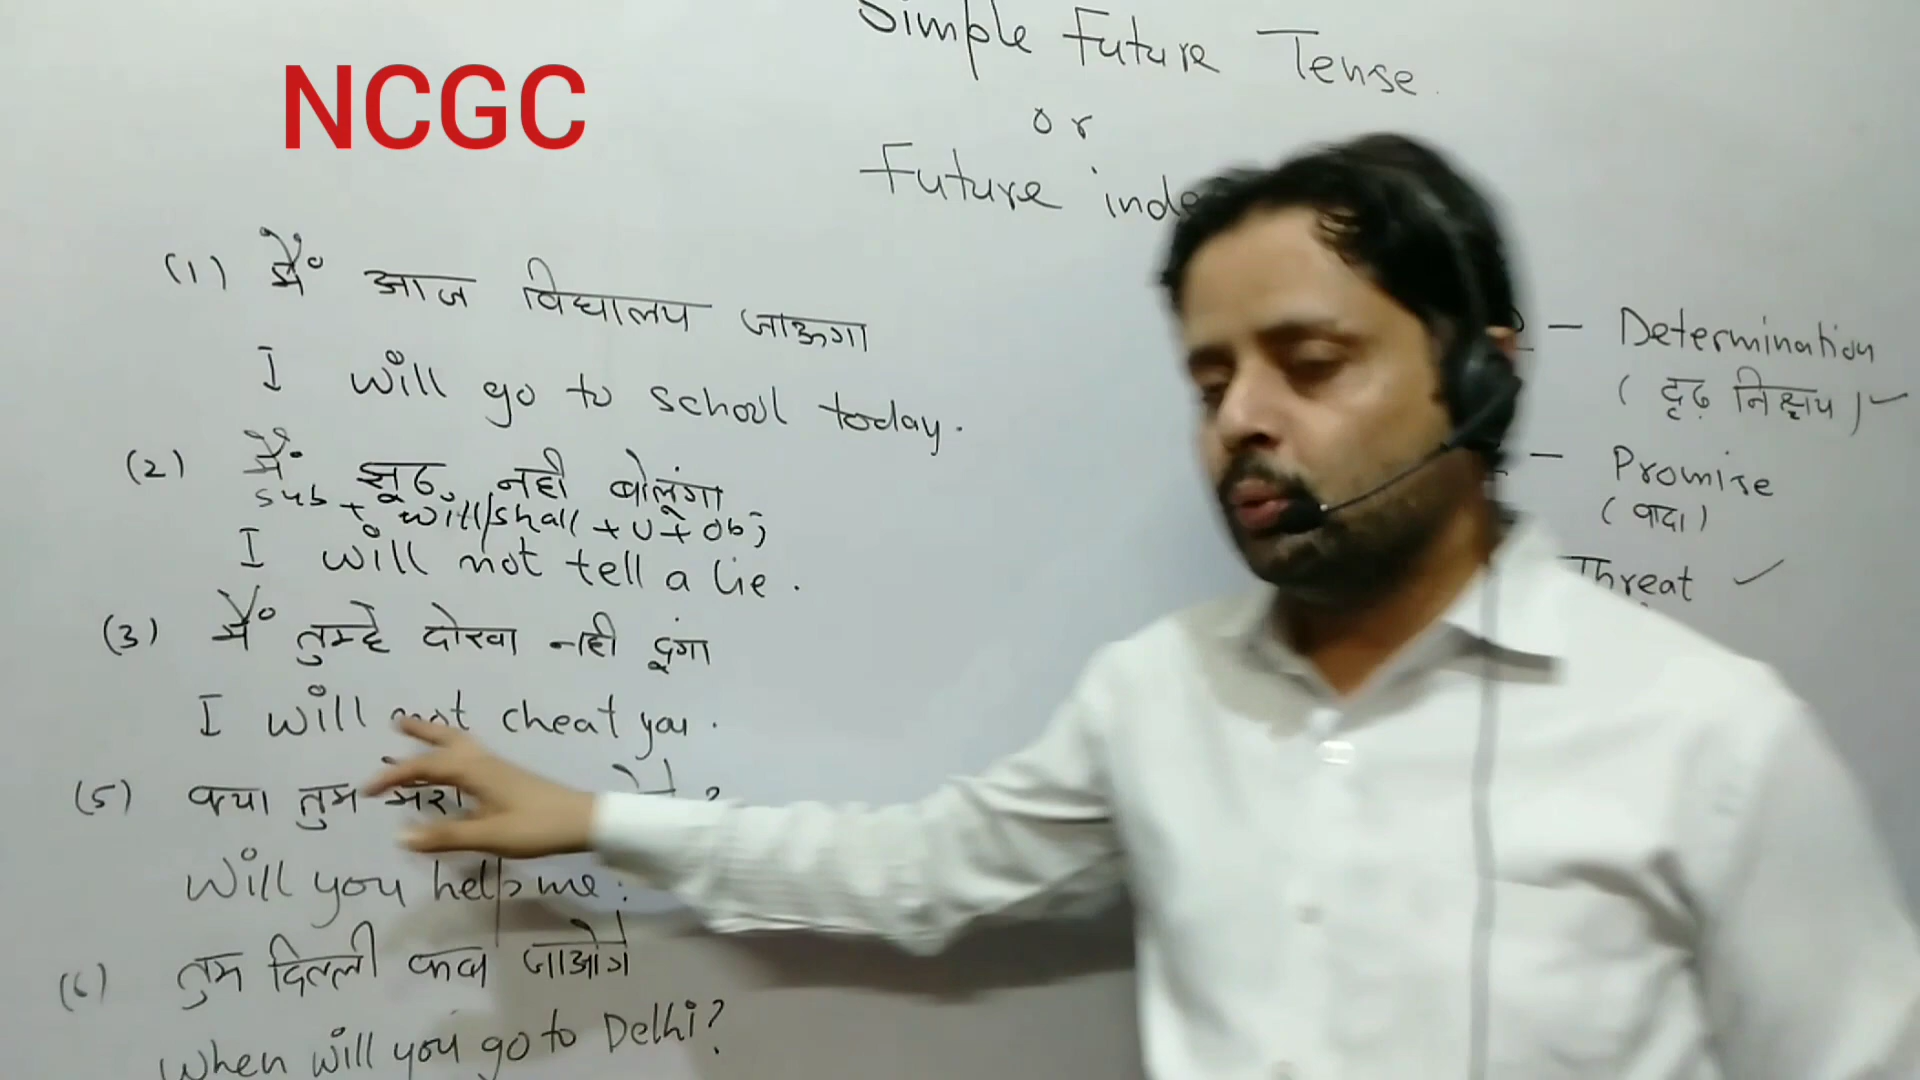 NCGC
Simple Future Tense
or
Future inde
(1) मैं आज विद्यालय जाऊगा
I will go to school today.
(2) मैं झूठ नही बोलूंगा
Sub + will/shall + v + obj
I will not tell a lie.
(3) मैं तुम्हे धोखा नही दूंगा
I will not cheat you.
(5) क्या तुम मेरा
Will you help me.
(6) तुम दिल्ली कब जाओगे
When will you go to Delhi?
D — Determination
(दृढ़ निश्चय)
— Promise
(वादा)
Threat